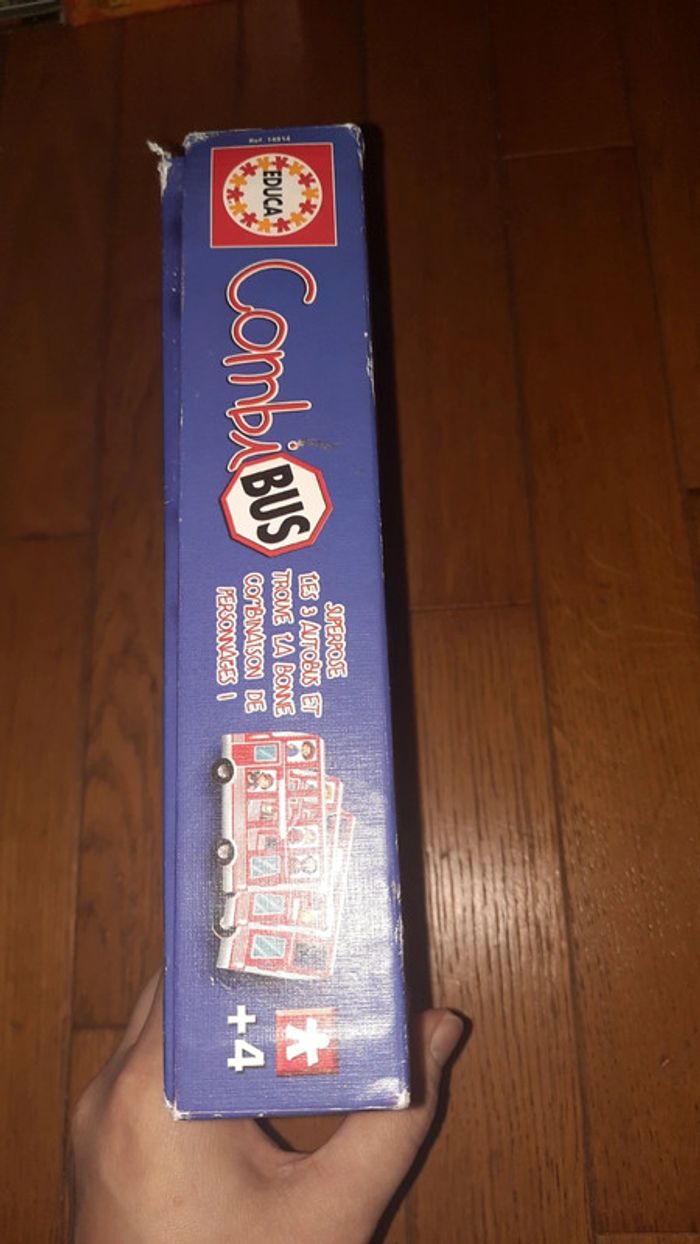 Ref. 14914
EDUCA
Combi
BUS
SUPERPOSE
LES 3 AUTOBUS ET
TROUVE LA BONNE
COMBINAISON DE
PERSONNAGES !
+4